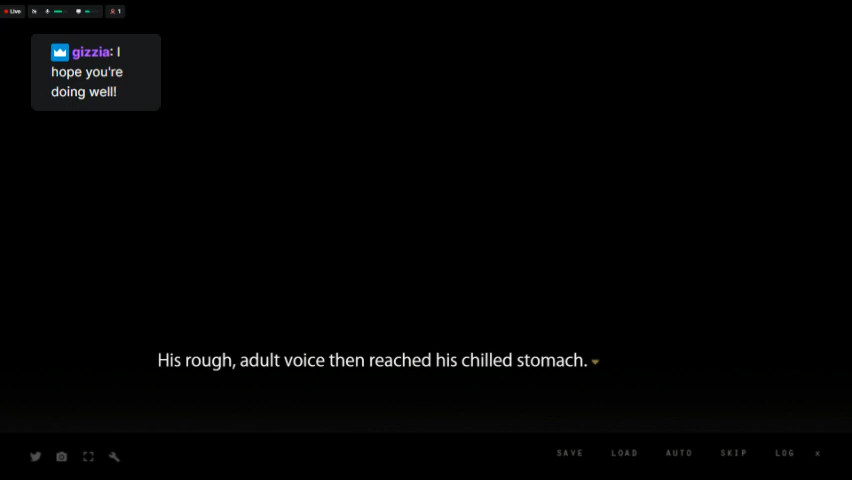 Live
1
gizzia: I
hope you're
doing well!
His rough, adult voice then reached his chilled stomach.
SAVE LOAD AUTO SKIP LOG ×